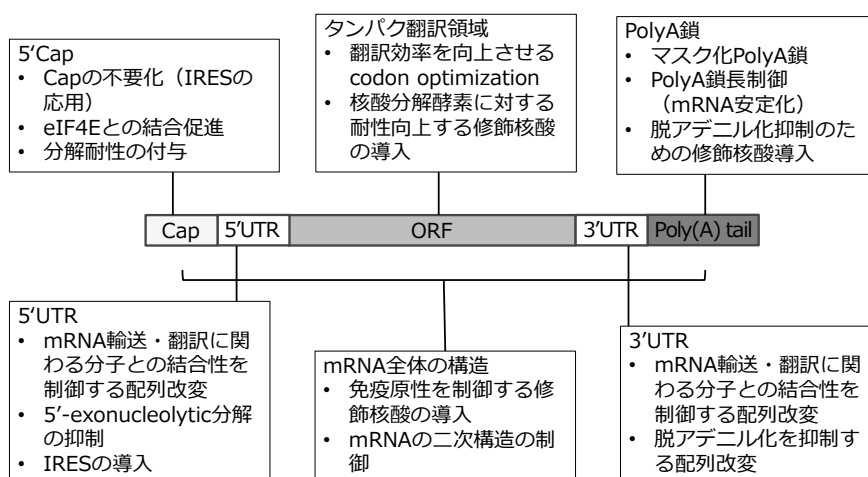 5‘Cap
• Capの不要化（IRESの
応用）
• eIF4Eとの結合促進
• 分解耐性の付与
タンパク翻訳領域
• 翻訳効率を向上させる
codon optimization
• 核酸分解酵素に対する
耐性向上する修飾核酸
の導入
PolyA鎖
• マスク化PolyA鎖
• PolyA鎖長制御
（mRNA安定化）
• 脱アデニル化抑制のた
めの修飾核酸導入
Cap 5’UTR ORF 3’UTR Poly(A) tail
5‘UTR
• mRNA輸送・翻訳に関
わる分子との結合性を
制御する配列改変
• 5’-exonucleolytic分解
の抑制
• IRESの導入
mRNA全体の構造
• 免疫原性を制御する修
飾核酸の導入
• mRNAの二次構造の制
御
3’UTR
• mRNA輸送・翻訳に関
わる分子との結合性を
制御する配列改変
• 脱アデニル化を抑制す
る配列改変